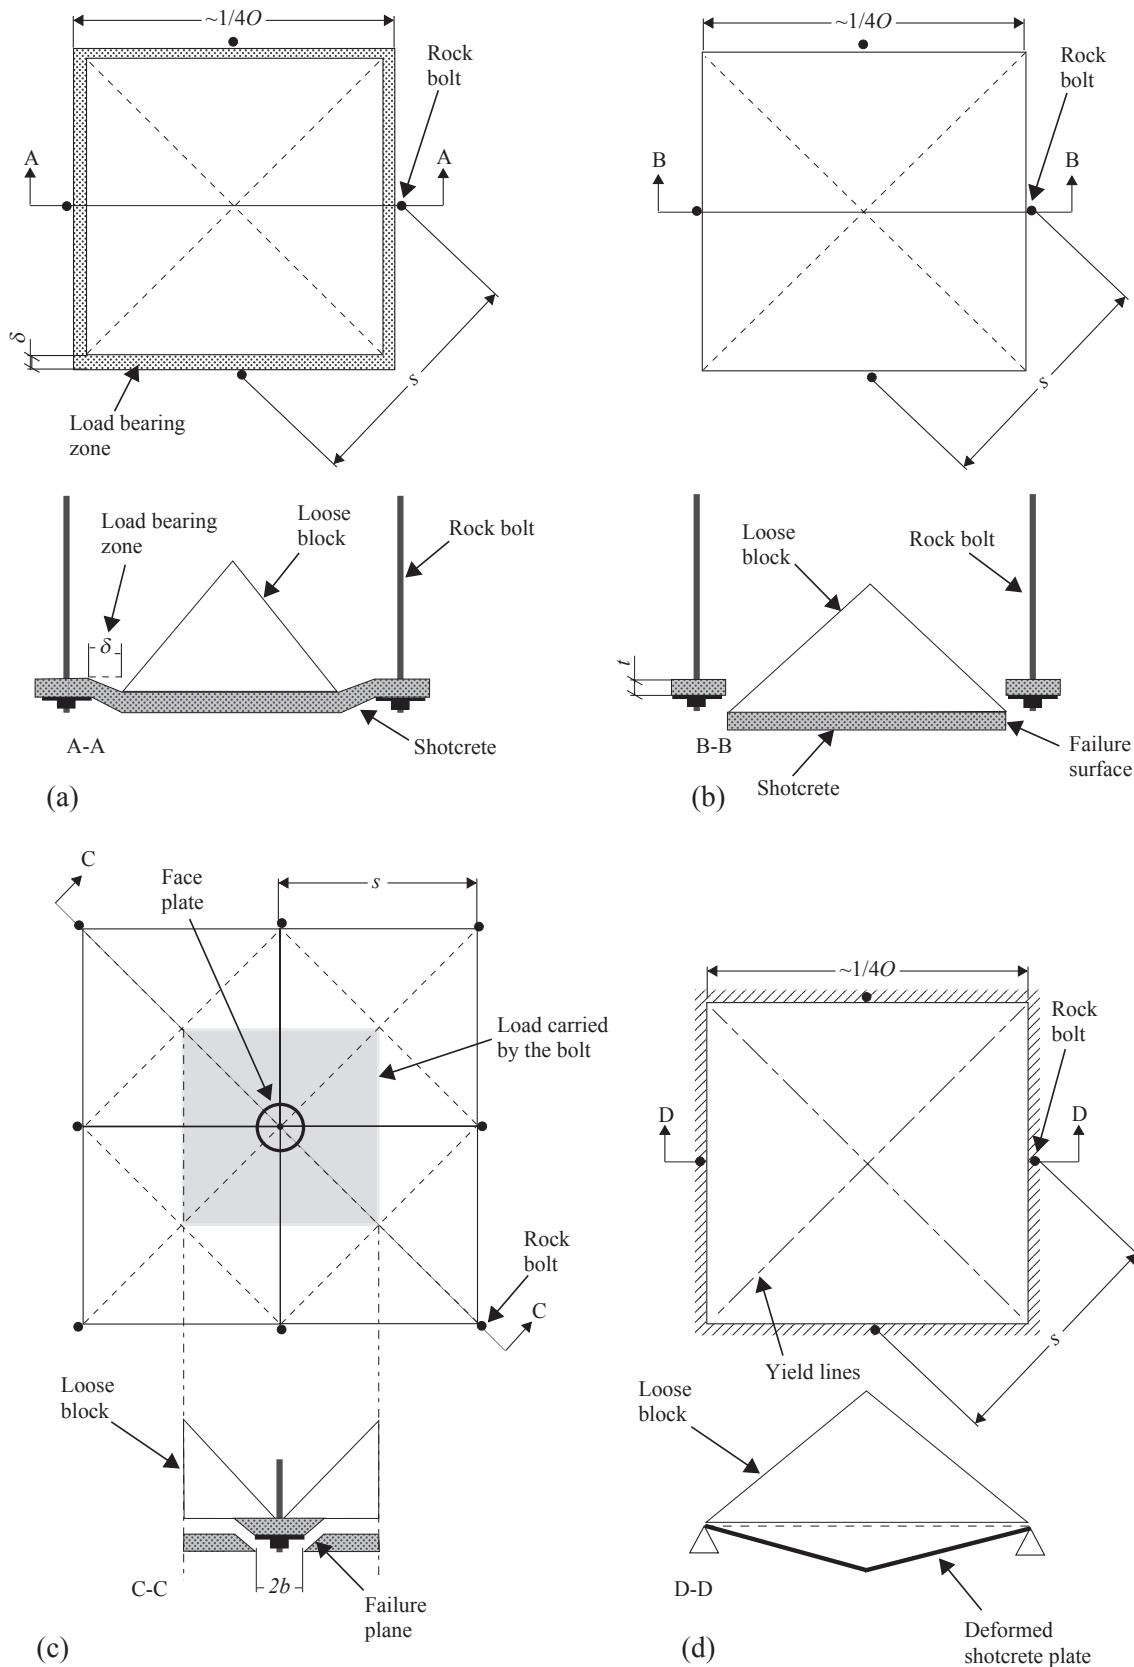 ~1/4O
Rock
bolt
A
A
δ
s
Load bearing
zone
Load bearing
zone
δ
Loose
block
Rock bolt
A-A
Shotcrete
(a)
~1/4O
Rock
bolt
B
B
s
Loose
block
Rock bolt
t
B-B
Failure
surface
Shotcrete
(b)
C
Face
plate
s
Load carried
by the bolt
Rock
bolt
C
Loose
block
C-C
2b
Failure
plane
(c)
~1/4O
Rock
bolt
D
D
s
Yield lines
Loose
block
D-D
Deformed
shotcrete plate
(d)